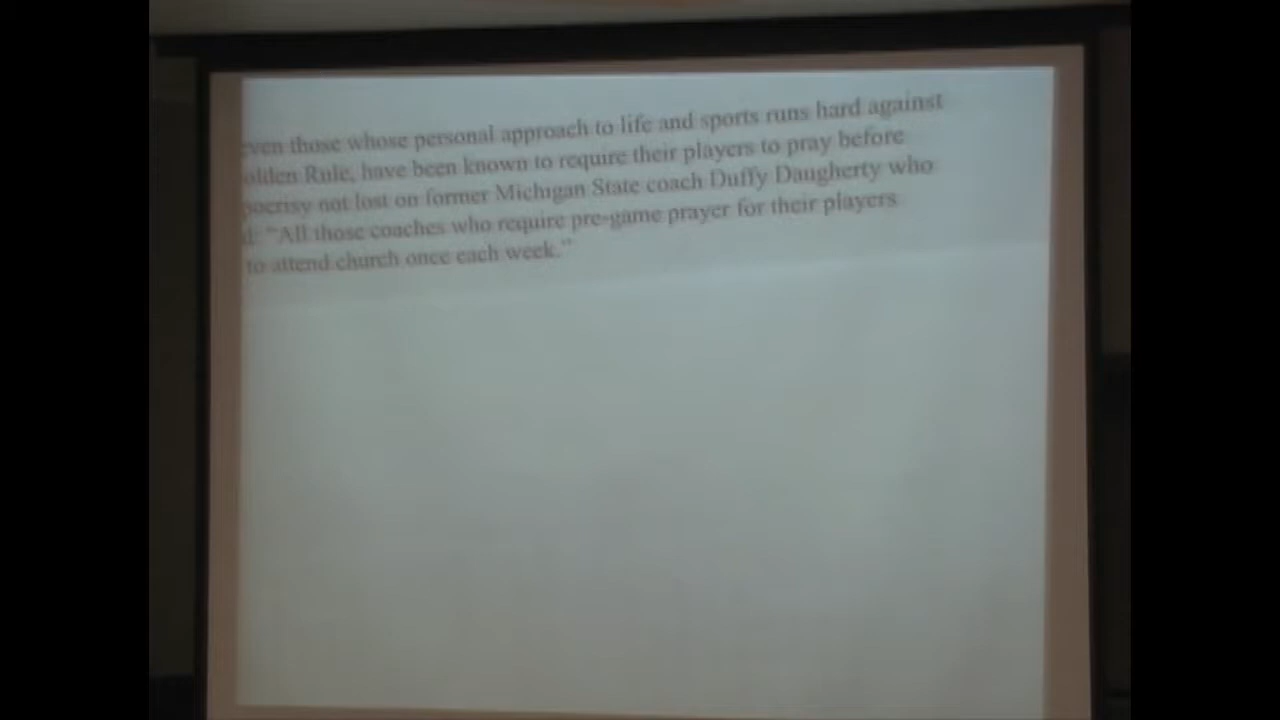 even those whose personal approach to life and sports runs hard against
olden Rule, have been known to require their players to pray before
pocrisy not lost on former Michigan State coach Duffy Daugherty who
d: "All those coaches who require pre-game prayer for their players
to attend church once each week."